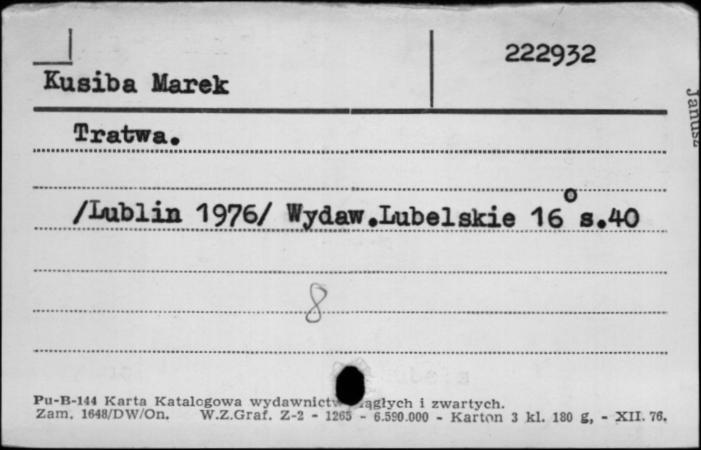 222932
Kusiba Marek
Tratwa.
/Lublin 1976/ Wydaw.Lubelskie 16° s.40
8
Pu-B-144 Karta Katalogowa wydawnictw i zwartych.
Zam. 1648/DW/On. W.Z.Graf. Z-2 - 1265 - 6.590.000 - Karton 3 kl. 180 g, - XII. 76.
Janusz